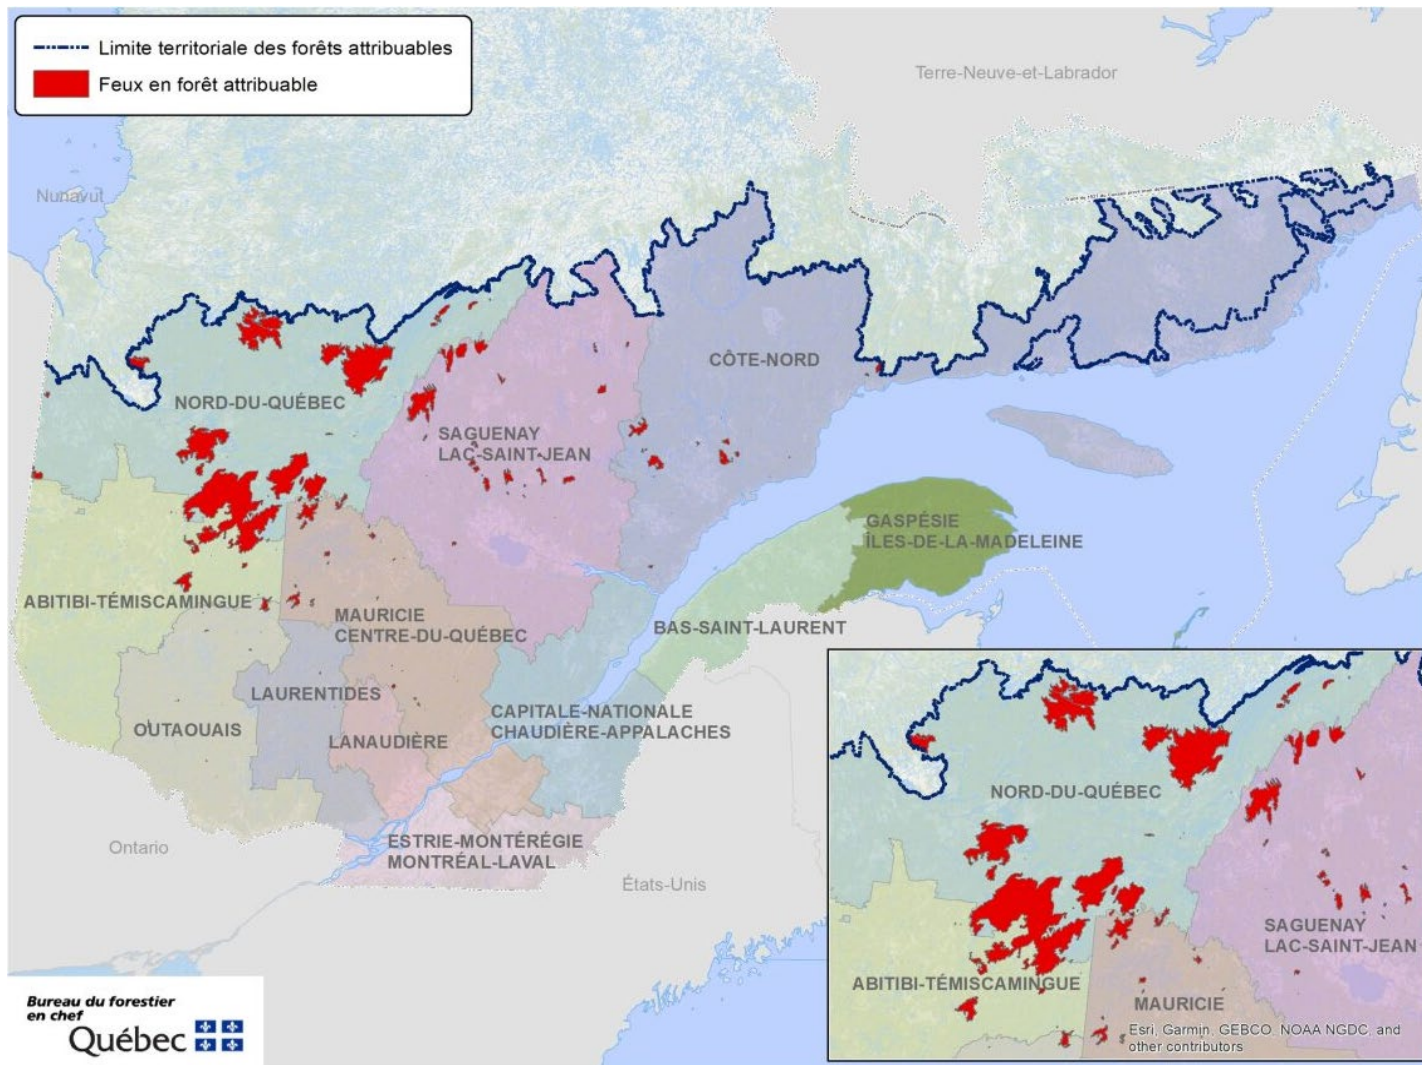 Limite territoriale des forêts attribuables
Feux en forêt attribuable
Terre-Neuve-et-Labrador
Nunavut
CÔTE-NORD
NORD-DU-QUÉBEC
SAGUENAY
LAC-SAINT-JEAN
GASPÉSIE
ÎLES-DE-LA-MADELEINE
ABITIBI-TÉMISCAMINGUE
MAURICIE
CENTRE-DU-QUÉBEC
BAS-SAINT-LAURENT
LAURENTIDES
OUTAOUAIS
LANAUDIÈRE
CAPITALE-NATIONALE
CHAUDIÈRE-APPALACHES
ESTRIE-MONTÉRÉGIE
MONTRÉAL-LAVAL
Ontario
États-Unis
NORD-DU-QUÉBEC
SAGUENAY
LAC-SAINT-JEAN
ABITIBI-TÉMISCAMINGUE
MAURICIE
Esri, Garmin, GEBCO, NOAA NGDC, and
other contributors
Bureau du forestier
en chef
Québec